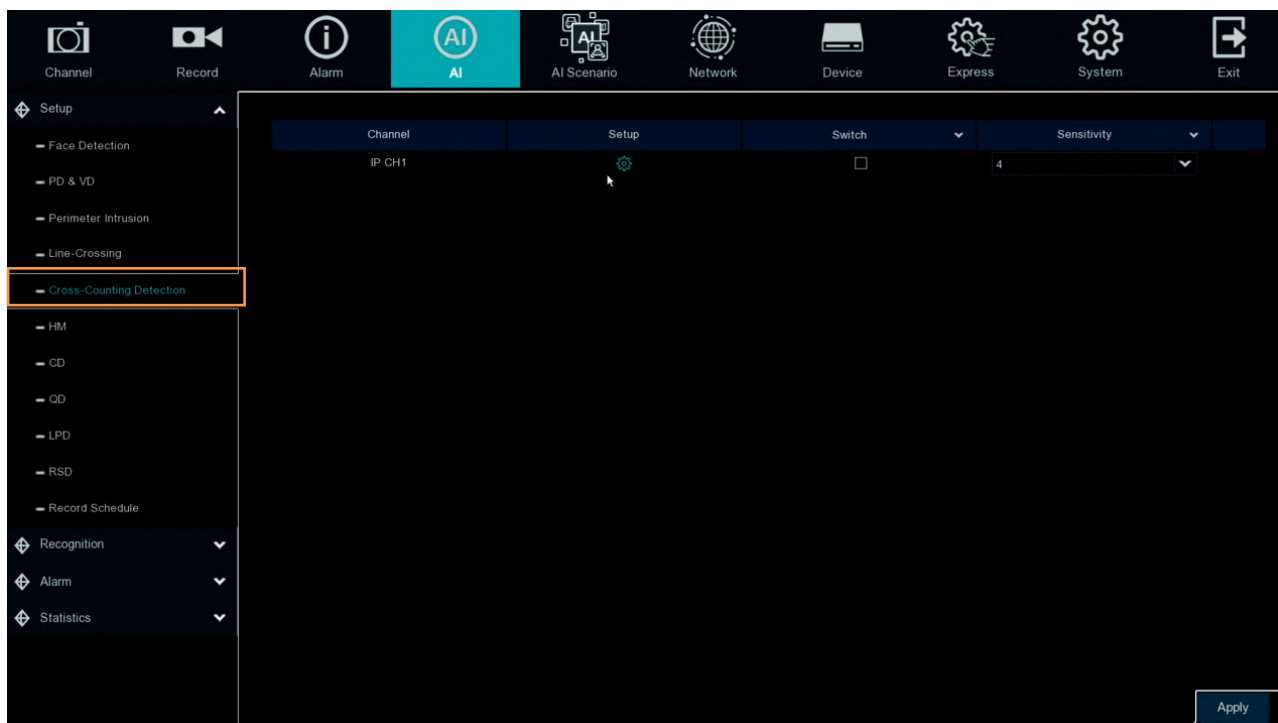 Channel Record Alarm AI AI Scenario Network Device Express System Exit
Setup
Face Detection
PD & VD
Perimeter Intrusion
Line-Crossing
Cross-Counting Detection
HM
CD
QD
LPD
RSD
Record Schedule
Recognition
Alarm
Statistics
Channel Setup Switch Sensitivity
IP CH1 4
Apply